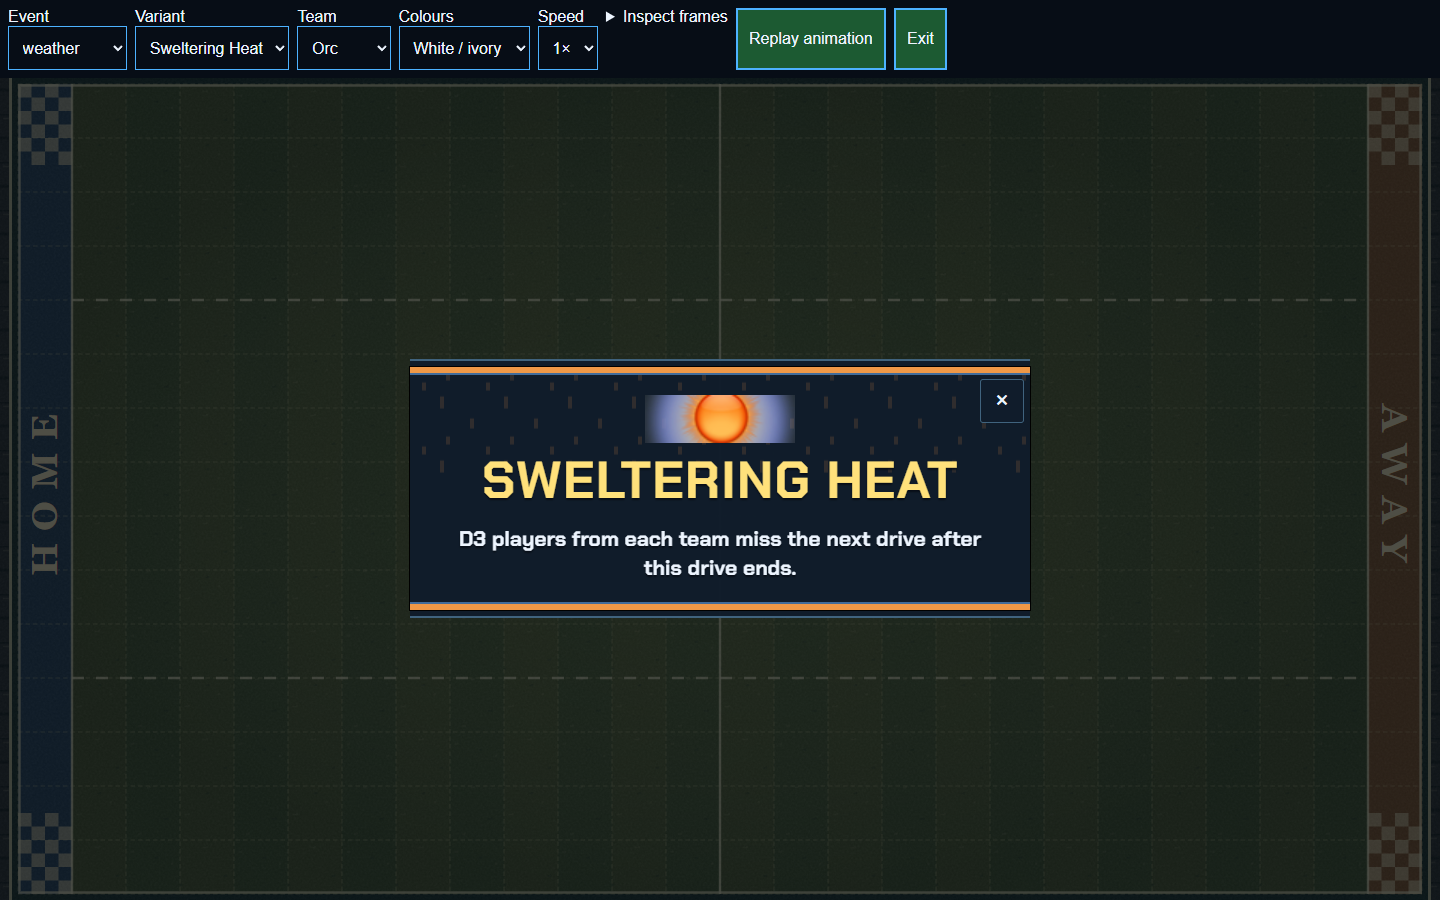 Event
Variant
Team
Colours
Speed
▶ Inspect frames
weather
Sweltering Heat
Orc
White / ivory
1×
Replay animation
Exit
HOME
AWAY
×
SWELTERING HEAT
D3 players from each team miss the next drive after
this drive ends.